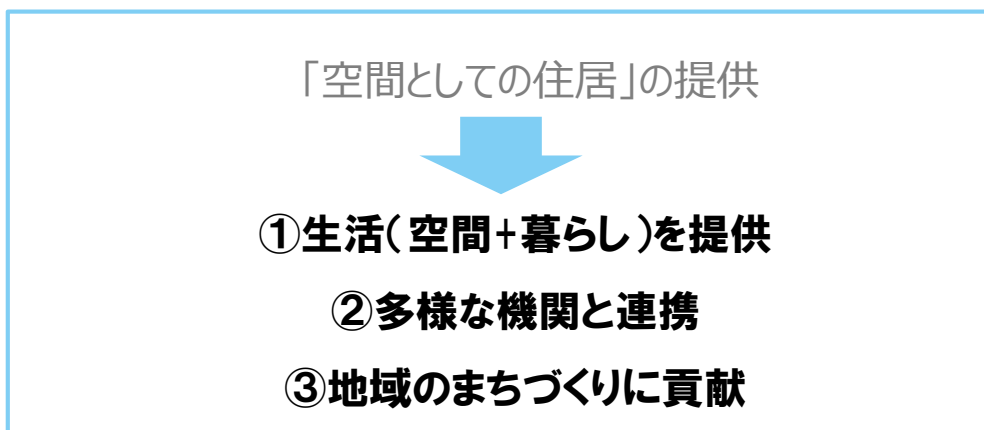 「空間としての住居」の提供
①生活(空間+暮らし)を提供
②多様な機関と連携
③地域のまちづくりに貢献